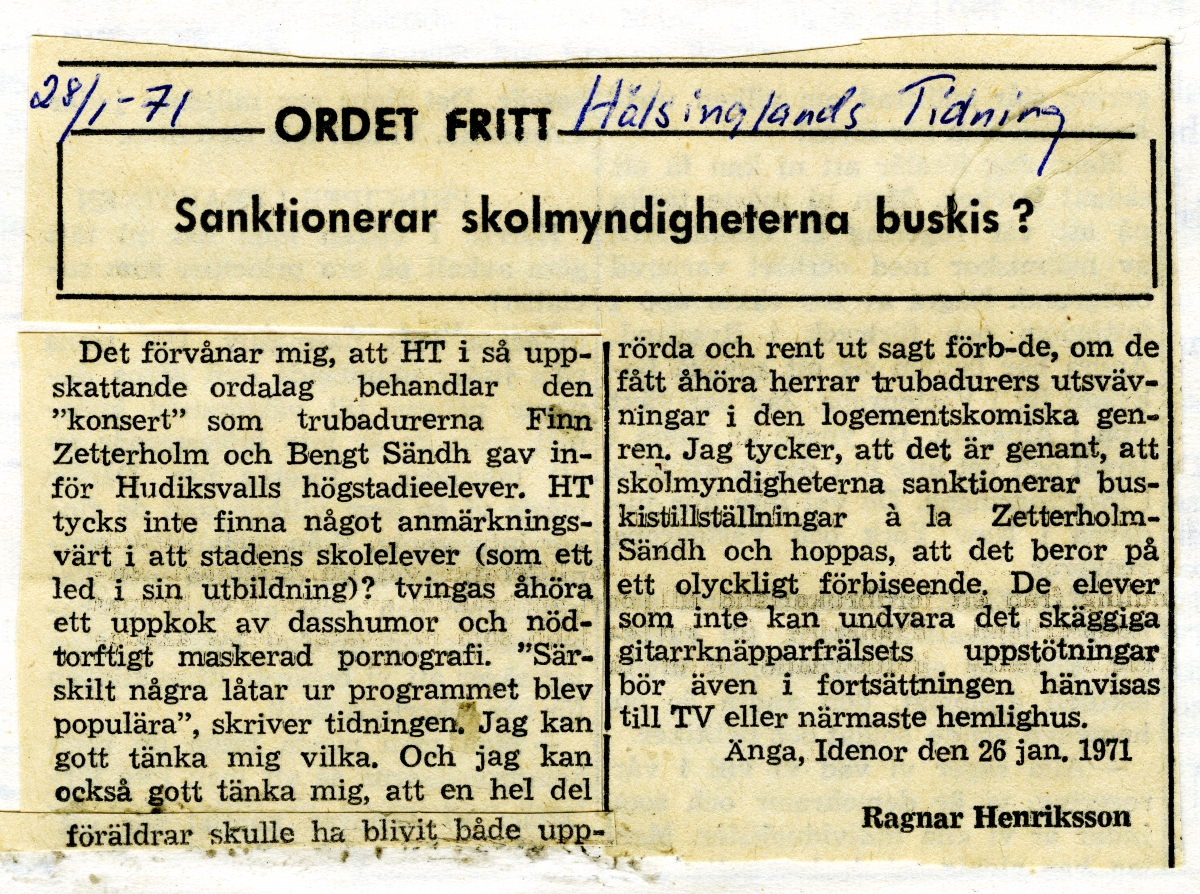 28/1-71
ORDET FRITT Hälsinglands Tidning
Sanktionerar skolmyndigheterna buskis ?
Det förvånar mig, att HT i så upp-
skattande ordalag behandlar den
”konsert” som trubadurerna Finn
Zetterholm och Bengt Sändh gav in-
för Hudiksvalls högstadieelever. HT
tycks inte finna något anmärknings-
värt i att stadens skolelever (som ett
led i sin utbildning)? tvingas åhöra
ett uppkok av dasshumor och nöd-
torftigt maskerad pornografi. ”Sär-
skilt några låtar ur programmet blev
populära”, skriver tidningen. Jag kan
gott tänka mig vilka. Och jag kan
också gott tänka mig, att en hel del
föräldrar skulle ha blivit både upp-
rörda och rent ut sagt förb-de, om de
fått åhöra herrar trubadurers utsväv-
ningar i den logementskomiska gen-
ren. Jag tycker, att det är genant, att
skolmyndigheterna sanktionerar bus-
kistillställningar à la Zetterholm-
Sändh och hoppas, att det beror på
ett olyckligt förbiseende. De elever
som inte kan undvara det skäggiga
gitarrknäpparfrälsets uppstötningar
bör även i fortsättningen hänvisas
till TV eller närmaste hemlighus.
Änga, Idenor den 26 jan. 1971
Ragnar Henriksson